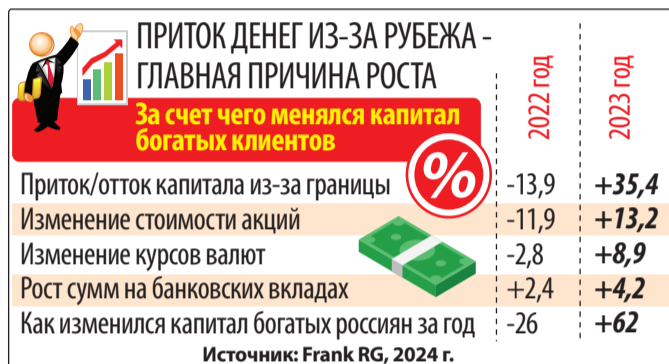 ПРИТОК ДЕНЕГ ИЗ-ЗА РУБЕЖА -
ГЛАВНАЯ ПРИЧИНА РОСТА
За счет чего менялся капитал
богатых клиентов
2022 год
2023 год
%
Приток/отток капитала из-за границы -13,9 +35,4
Изменение стоимости акций -11,9 +13,2
Изменение курсов валют -2,8 +8,9
Рост сумм на банковских вкладах +2,4 +4,2
Как изменился капитал богатых россиян за год -26 +62
Источник: Frank RG, 2024 г.